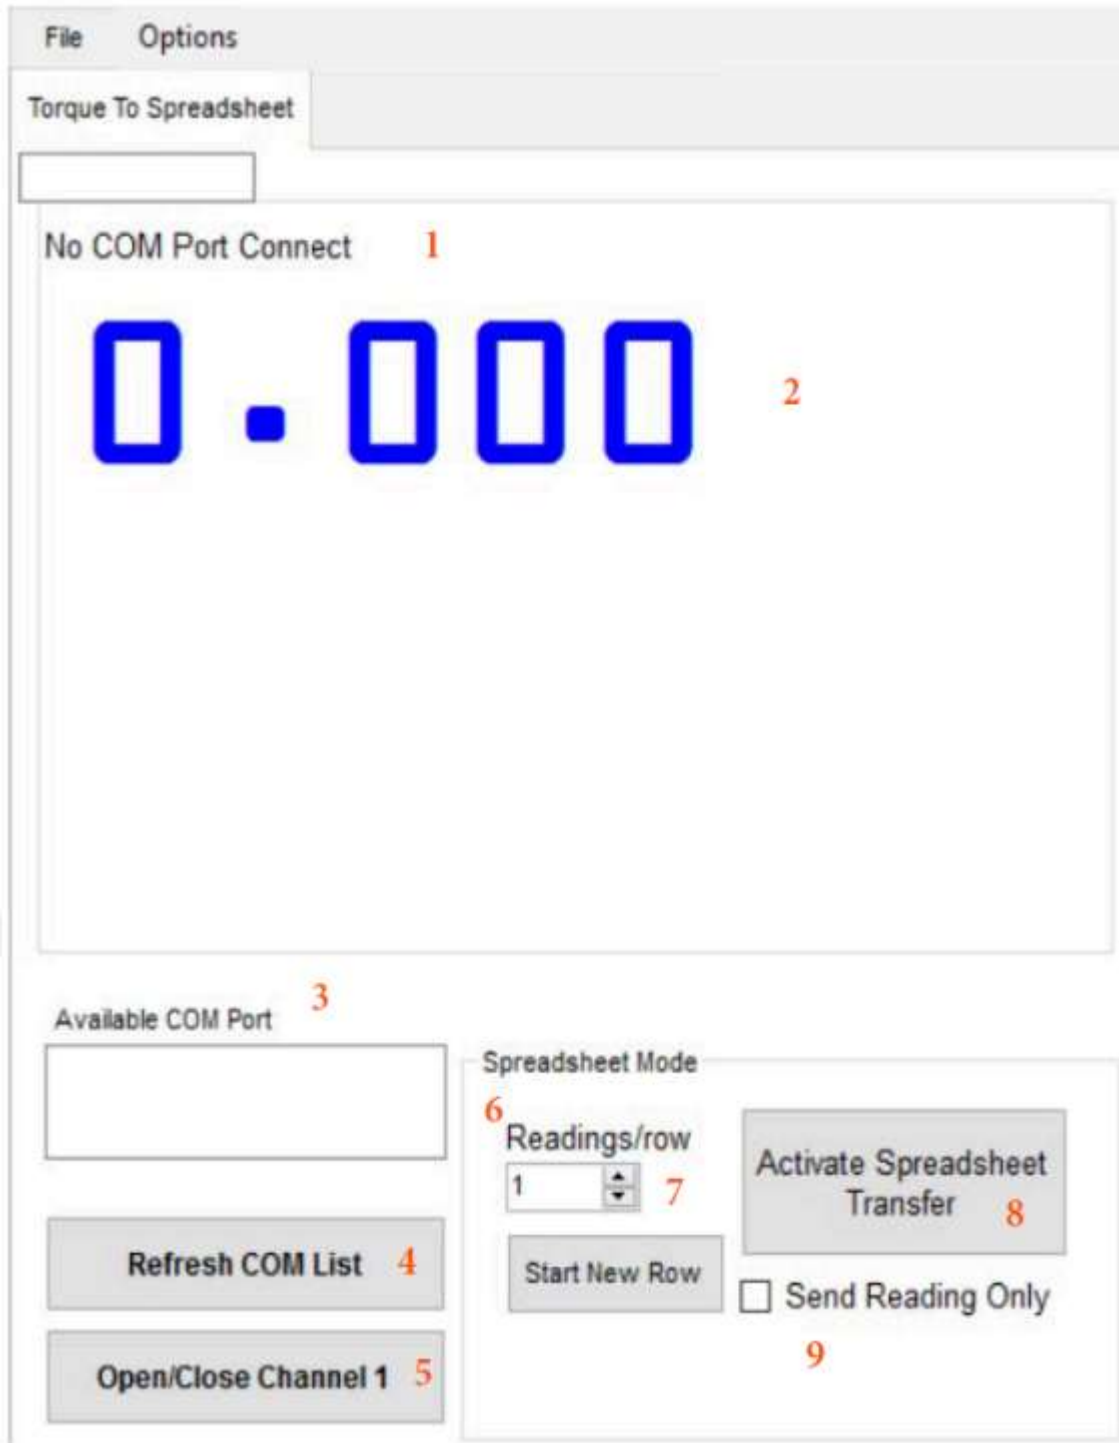 File Options
Torque To Spreadsheet
No COM Port Connect 1
0.000 2
3
Available COM Port
Spreadsheet Mode
6
Readings/row
1 7
Activate Spreadsheet
Transfer 8
Refresh COM List 4
Start New Row
Send Reading Only
9
Open/Close Channel 1 5